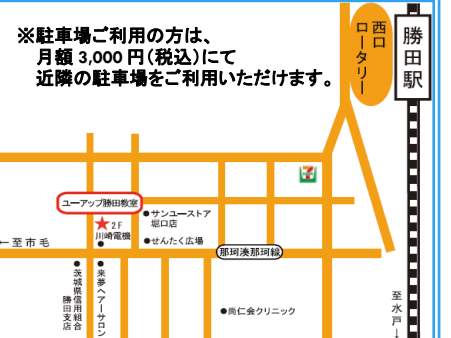 ※駐車場ご利用の方は、
月額 3,000 円（税込）にて
近隣の駐車場をご利用いただけます。
西口
ロータリー
勝田駅
ユーアップ勝田教室
2F
川崎電機
●サンユーストア
堀口店
●せんたく広場
←至市毛
那珂湊那珂線
●茨城県信用組合
勝田支店
●来夢ヘアーサロン
●尚仁会クリニック
至水戸→